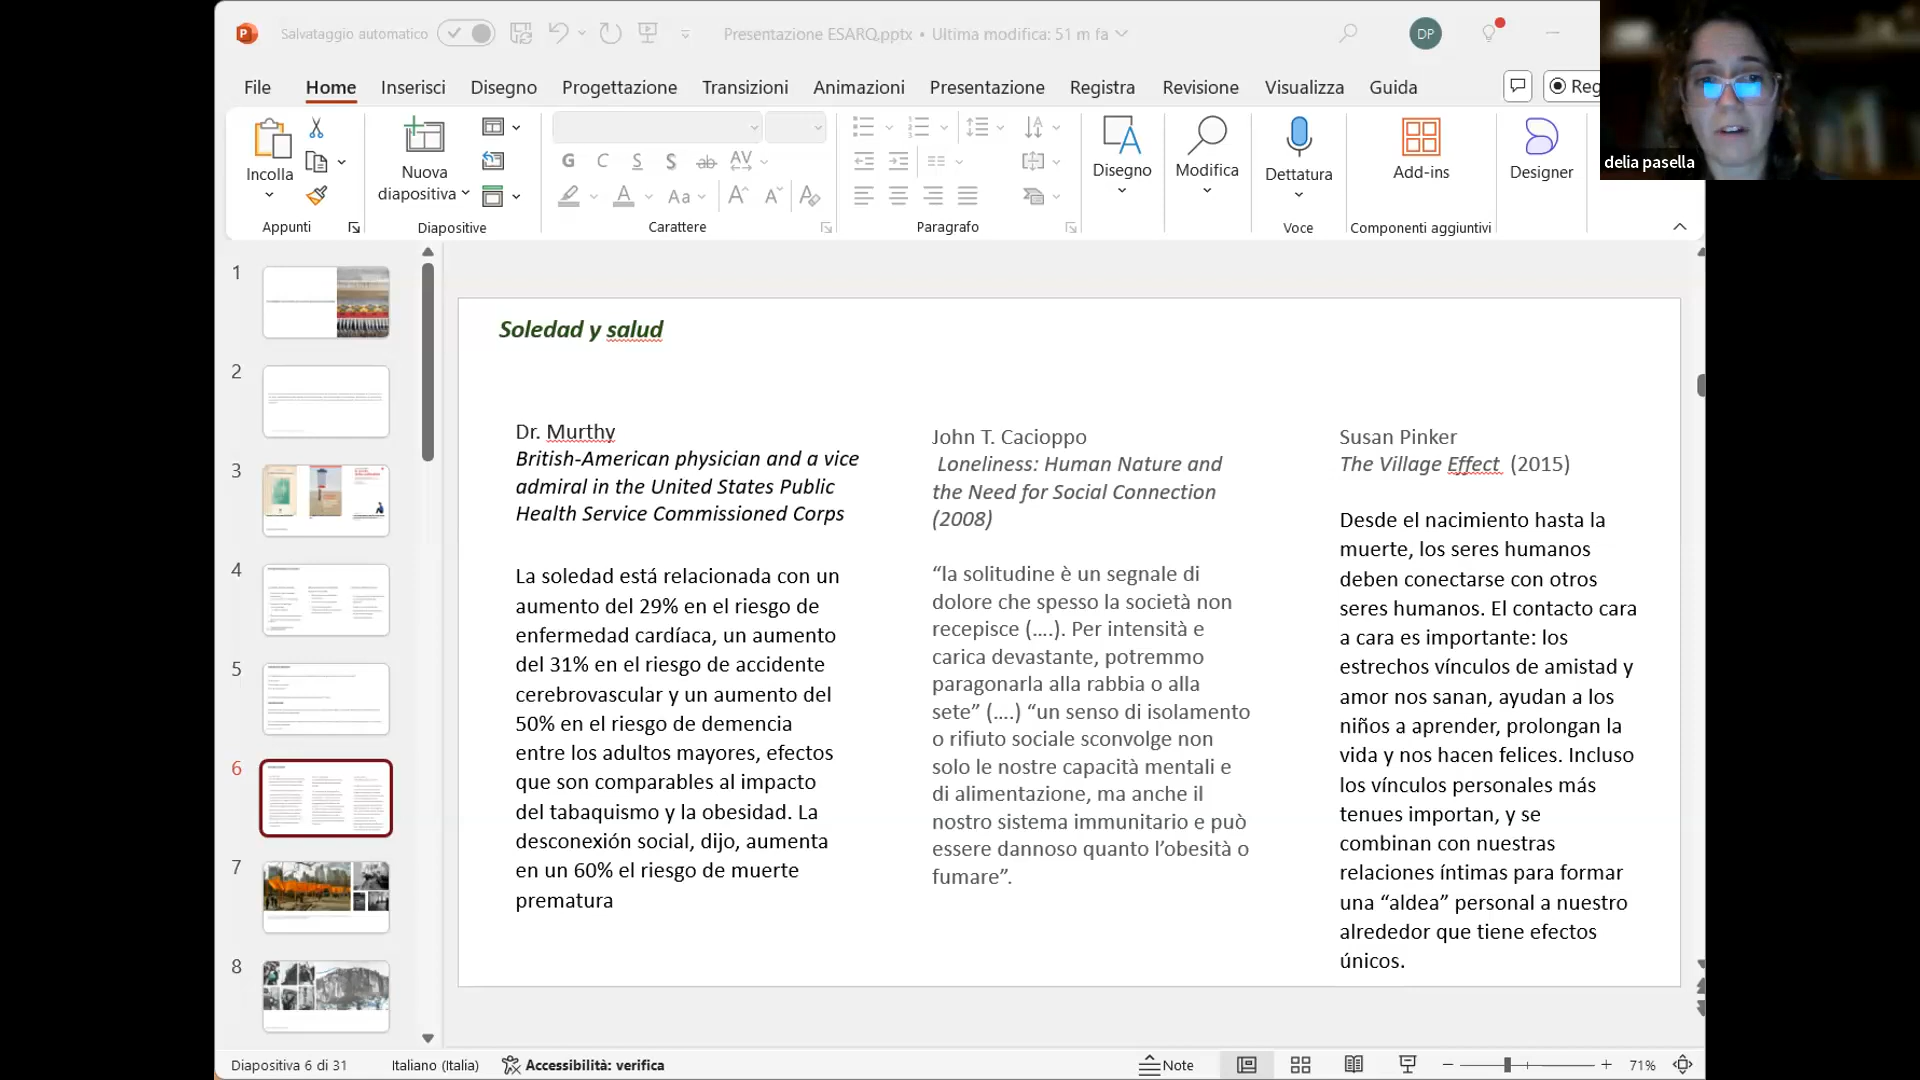 Salvataggio automatico
Presentazione ESARQ.pptx • Ultima modifica: 51 m fa
DP
File Home Inserisci Disegno Progettazione Transizioni Animazioni Presentazione Registra Revisione Visualizza Guida
Reg
delia pasella
Incolla
Nuova
diapositiva
G C S S ab AV
A Aa A A A
Disegno
Modifica
Dettatura
Add-ins
Designer
Appunti Diapositive Carattere Paragrafo Voce Componenti aggiuntivi
1
2
3
4
5
6
7
8
Soledad y salud
Dr. Murthy
British-American physician and a vice
admiral in the United States Public
Health Service Commissioned Corps
La soledad está relacionada con un
aumento del 29% en el riesgo de
enfermedad cardíaca, un aumento
del 31% en el riesgo de accidente
cerebrovascular y un aumento del
50% en el riesgo de demencia
entre los adultos mayores, efectos
que son comparables al impacto
del tabaquismo y la obesidad. La
desconexión social, dijo, aumenta
en un 60% el riesgo de muerte
prematura
John T. Cacioppo
Loneliness: Human Nature and
the Need for Social Connection
(2008)
“la solitudine è un segnale di
dolore che spesso la società non
recepisce (….). Per intensità e
carica devastante, potremmo
paragonarla alla rabbia o alla
sete” (….) “un senso di isolamento
o rifiuto sociale sconvolge non
solo le nostre capacità mentali e
di alimentazione, ma anche il
nostro sistema immunitario e può
essere dannoso quanto l’obesità o
fumare”.
Susan Pinker
The Village Effect (2015)
Desde el nacimiento hasta la
muerte, los seres humanos
deben conectarse con otros
seres humanos. El contacto cara
a cara es importante: los
estrechos vínculos de amistad y
amor nos sanan, ayudan a los
niños a aprender, prolongan la
vida y nos hacen felices. Incluso
los vínculos personales más
tenues importan, y se
combinan con nuestras
relaciones íntimas para formar
una “aldea” personal a nuestro
alrededor que tiene efectos
únicos.
Diapositiva 6 di 31 Italiano (Italia) Accessibilità: verifica Note 71%